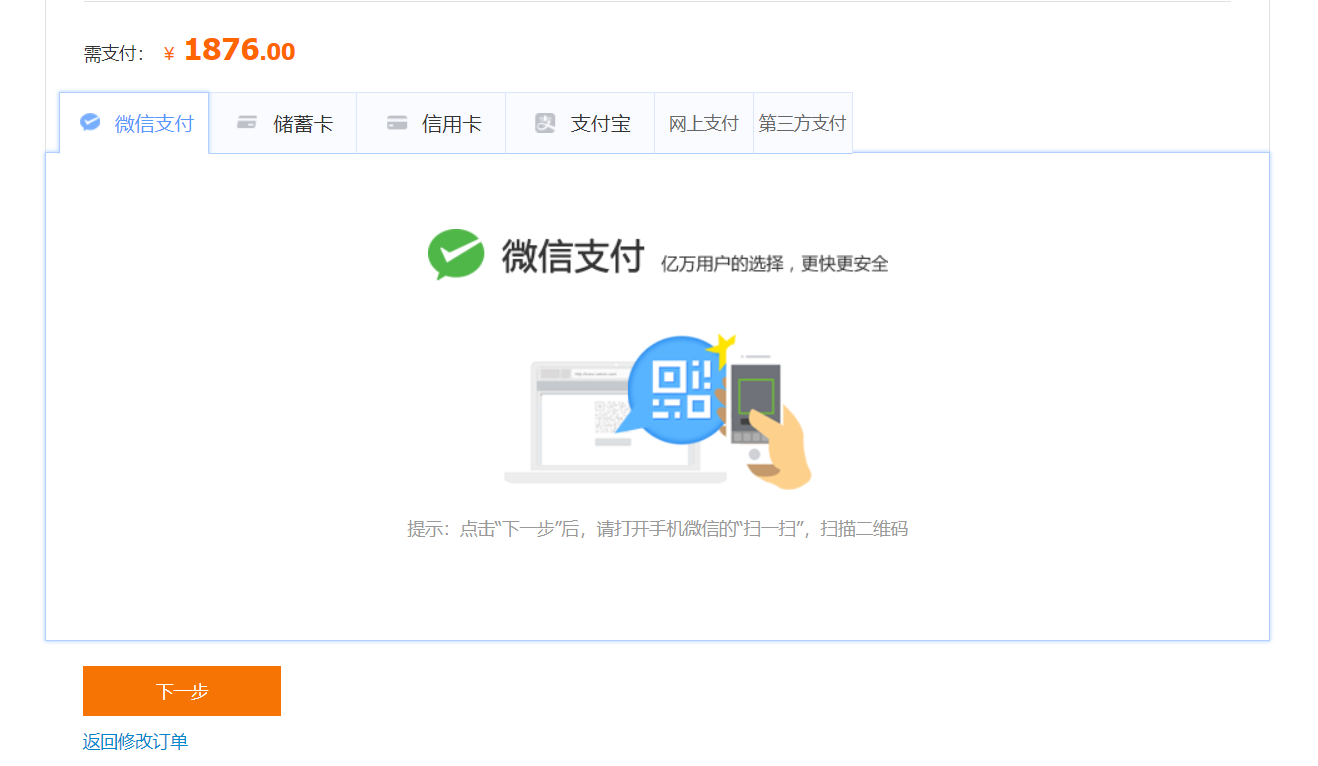 需支付： ￥ 1876.00
微信支付 储蓄卡 信用卡 支付宝 网上支付 第三方支付
微信支付 亿万用户的选择，更快更安全
提示：点击“下一步”后，请打开手机微信的“扫一扫”，扫描二维码
下一步
返回修改订单